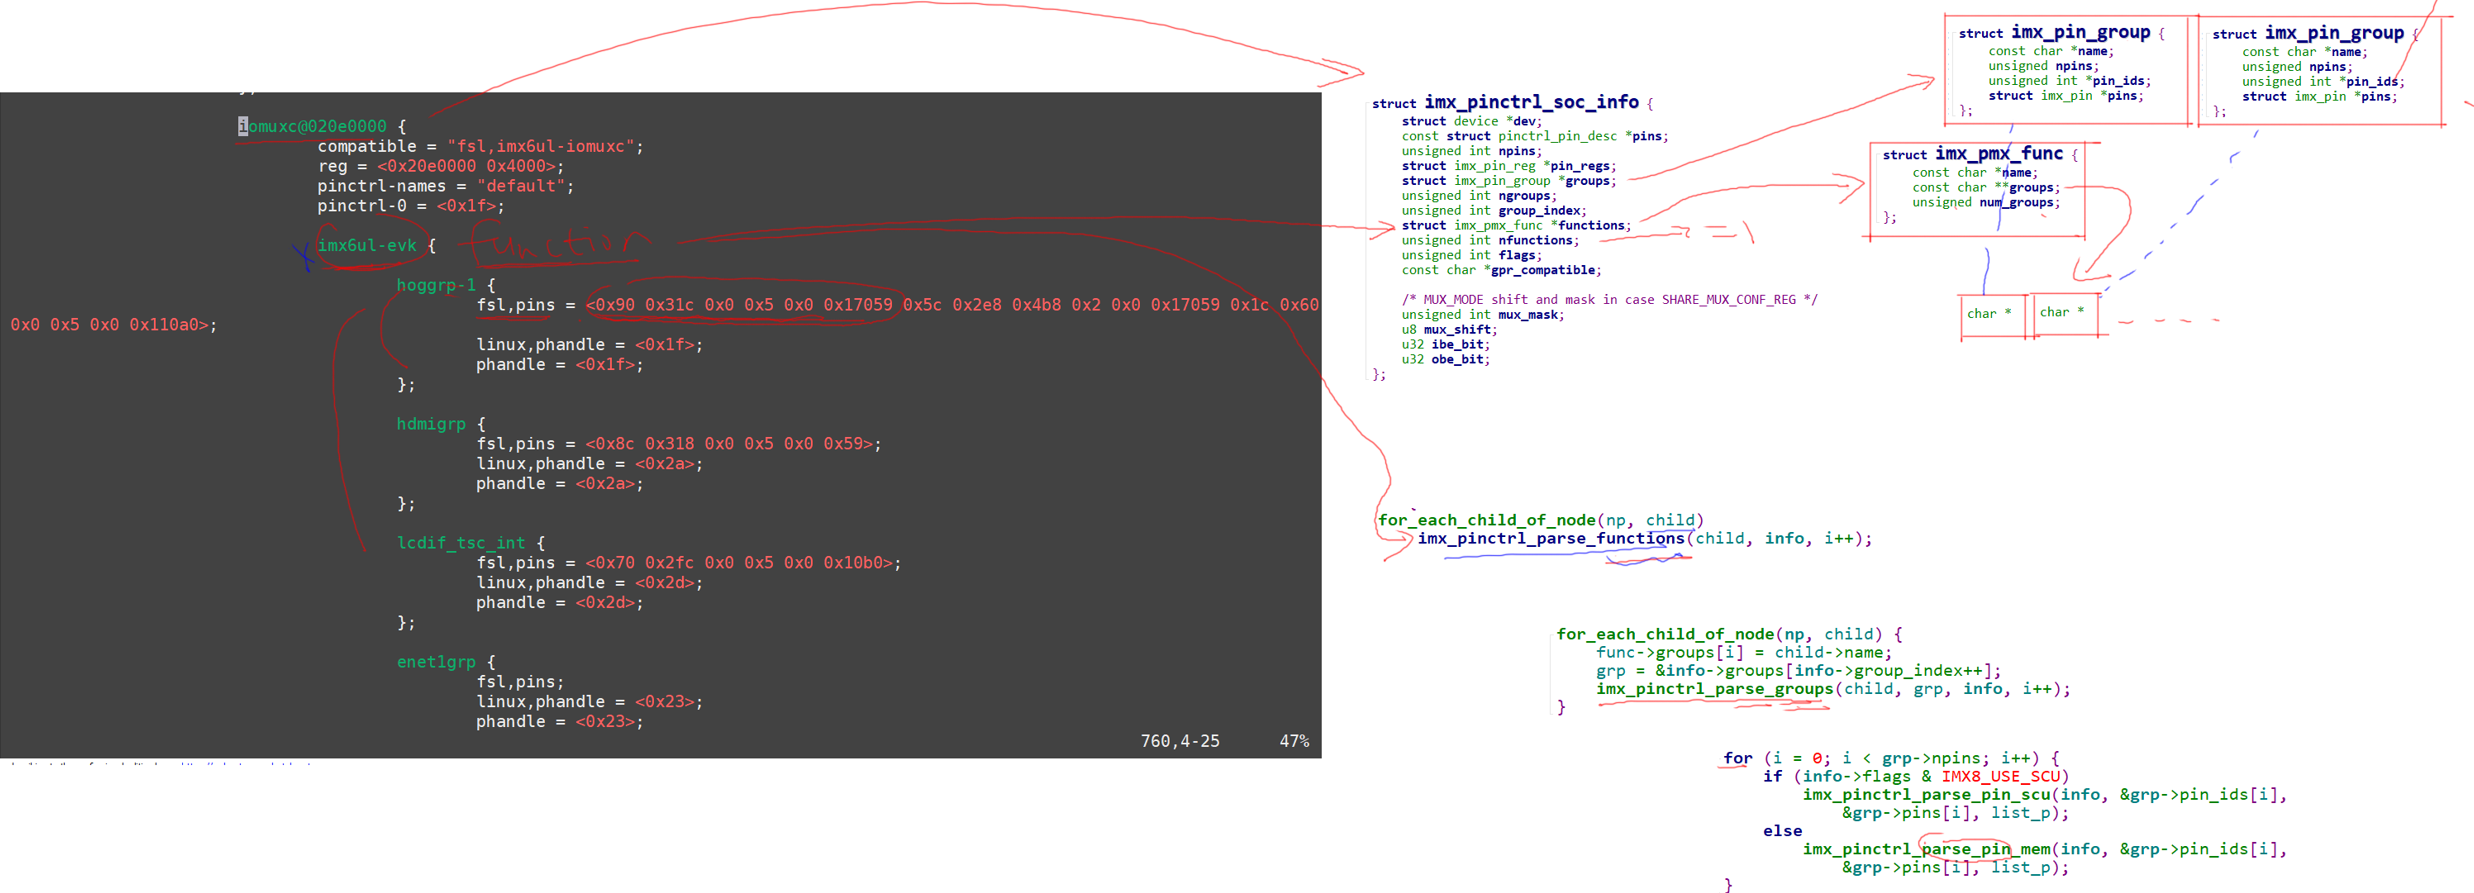 iomuxc@020e0000 {
compatible = "fsl,imx6ul-iomuxc";
reg = <0x20e0000 0x4000>;
pinctrl-names = "default";
pinctrl-0 = <0x1f>;
imx6ul-evk {
function
hoggrp-1 {
fsl,pins = <0x90 0x31c 0x0 0x5 0x0 0x17059 0x5c 0x2e8 0x4b8 0x2 0x0 0x17059 0x1c 0x60
0x0 0x5 0x0 0x110a0>;
linux,phandle = <0x1f>;
phandle = <0x1f>;
};
hdmigrp {
fsl,pins = <0x8c 0x318 0x0 0x5 0x0 0x59>;
linux,phandle = <0x2a>;
phandle = <0x2a>;
};
lcdif_tsc_int {
fsl,pins = <0x70 0x2fc 0x0 0x5 0x0 0x10b0>;
linux,phandle = <0x2d>;
phandle = <0x2d>;
};
enet1grp {
fsl,pins;
linux,phandle = <0x23>;
phandle = <0x23>;
760,4-25 47%
struct imx_pinctrl_soc_info {
struct device *dev;
const struct pinctrl_pin_desc *pins;
unsigned int npins;
struct imx_pin_reg *pin_regs;
struct imx_pin_group *groups;
unsigned int ngroups;
unsigned int group_index;
struct imx_pmx_func *functions;
unsigned int nfunctions;
unsigned int flags;
const char *gpr_compatible;
/* MUX_MODE shift and mask in case SHARE_MUX_CONF_REG */
unsigned int mux_mask;
u8 mux_shift;
u32 ibe_bit;
u32 obe_bit;
};
struct imx_pin_group {
const char *name;
unsigned npins;
unsigned int *pin_ids;
struct imx_pin *pins;
};
struct imx_pin_group {
const char *name;
unsigned npins;
unsigned int *pin_ids;
struct imx_pin *pins;
};
struct imx_pmx_func {
const char *name;
const char **groups;
unsigned num_groups;
};
char *
char *
for_each_child_of_node(np, child)
imx_pinctrl_parse_functions(child, info, i++);
for_each_child_of_node(np, child) {
func->groups[i] = child->name;
grp = &info->groups[info->group_index++];
imx_pinctrl_parse_groups(child, grp, info, i++);
}
for (i = 0; i < grp->npins; i++) {
if (info->flags & IMX8_USE_SCU)
imx_pinctrl_parse_pin_scu(info, &grp->pin_ids[i],
&grp->pins[i], list_p);
else
imx_pinctrl_parse_pin_mem(info, &grp->pin_ids[i],
&grp->pins[i], list_p);
}